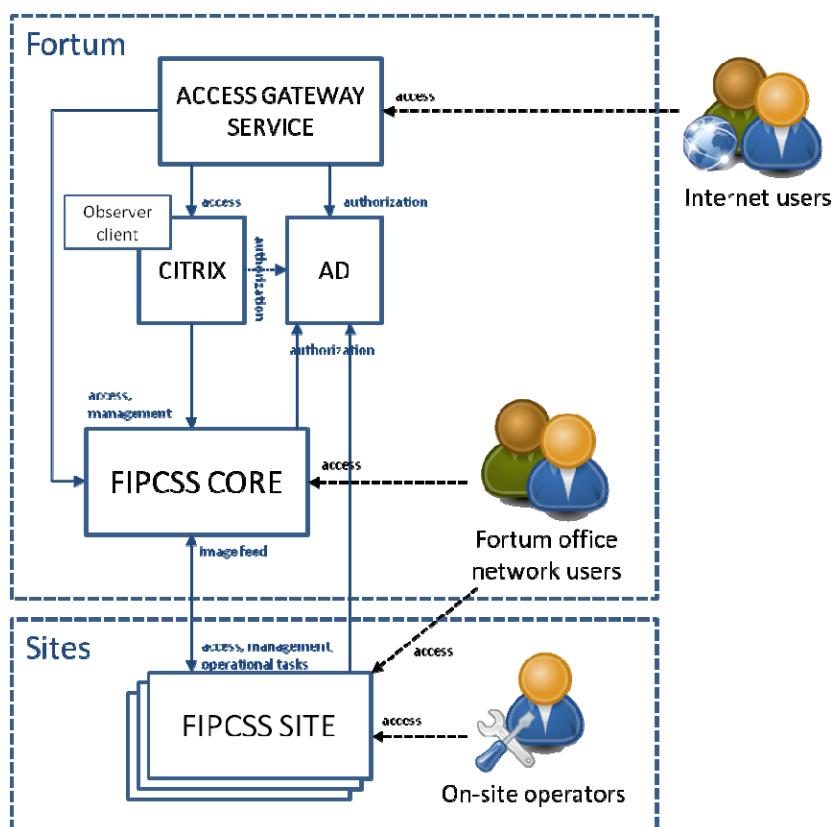 Fortum
ACCESS GATEWAY
SERVICE
access
Internet users
access
authorization
Observer
client
CITRIX
authorization
AD
authorization
access,
management
FIPCSS CORE
access
Fortum office
network users
image feed
Sites
access, management,
operational tasks
access
FIPCSS SITE
access
On-site operators